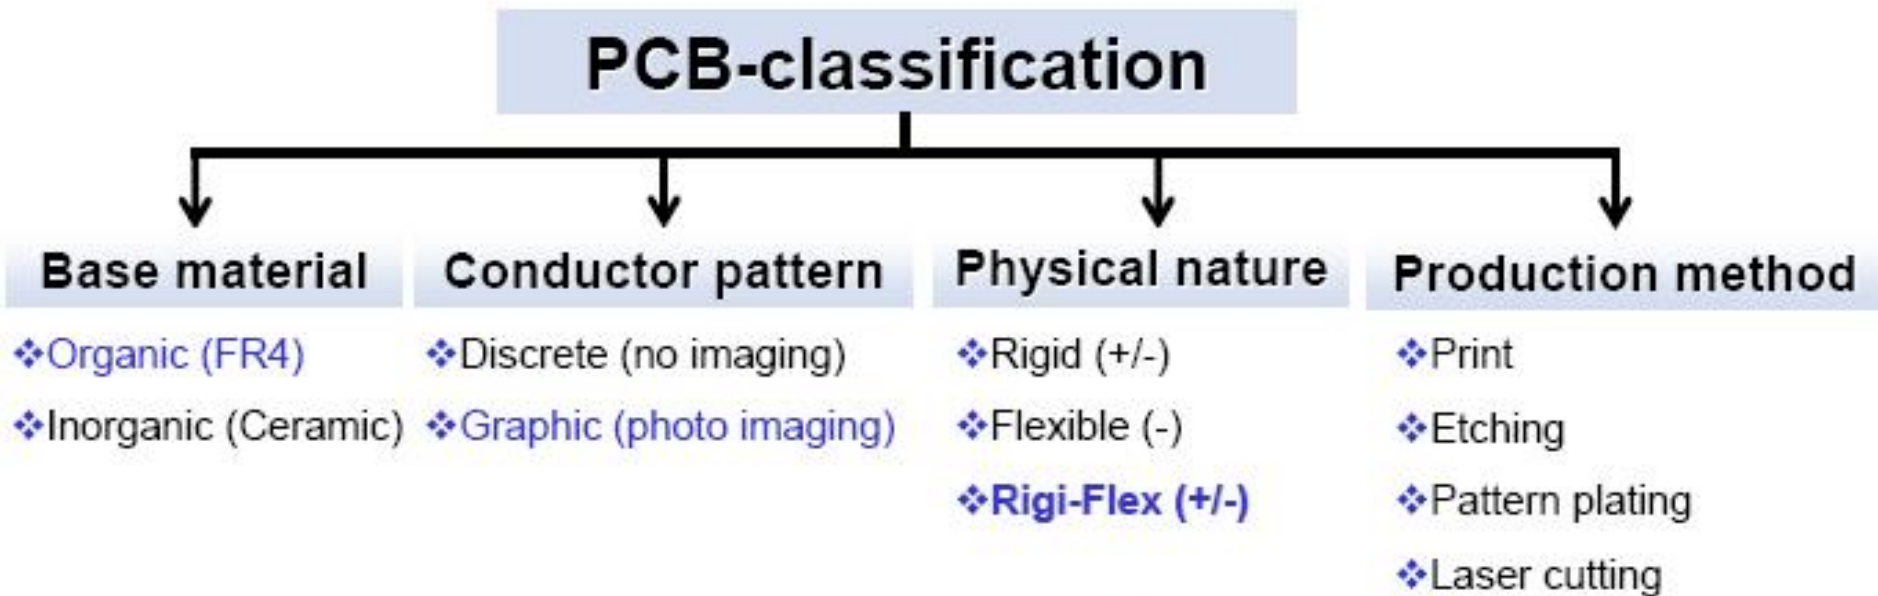 PCB-classification
Base material
❖Organic (FR4)
❖Inorganic (Ceramic)
Conductor pattern
❖Discrete (no imaging)
❖Graphic (photo imaging)
Physical nature
❖Rigid (+/-)
❖Flexible (-)
❖Rigi-Flex (+/-)
Production method
❖Print
❖Etching
❖Pattern plating
❖Laser cutting